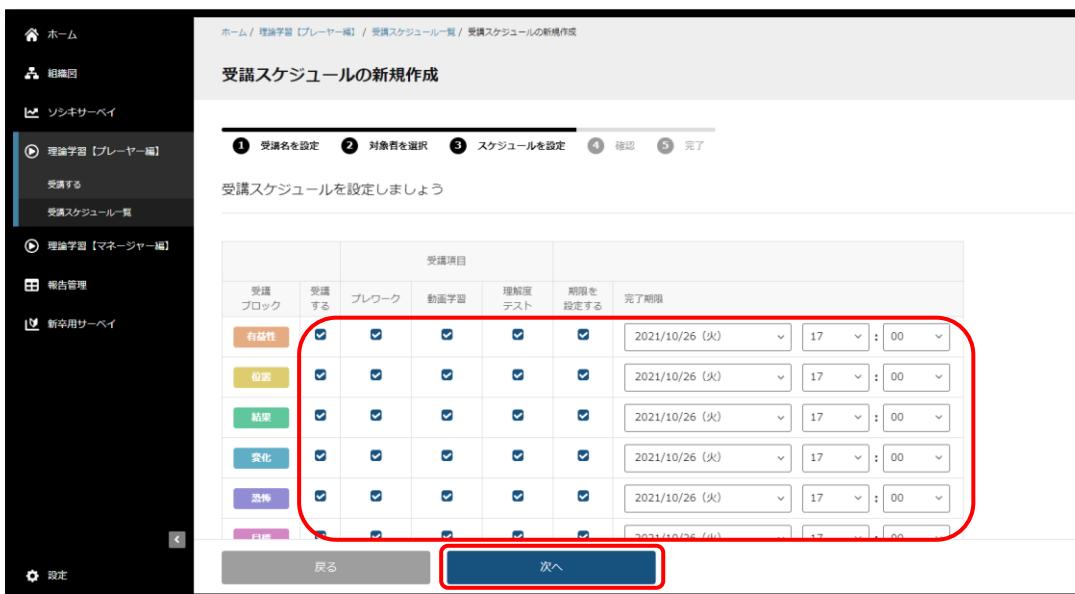 ホーム
組織図
ソシキサーベイ
理論学習【プレーヤー編】
受講する
受講スケジュール一覧
理論学習【マネージャー編】
報告管理
新卒用サーベイ
設定
ホーム / 理論学習【プレーヤー編】 / 受講スケジュール一覧 / 受講スケジュールの新規作成
受講スケジュールの新規作成
1 受講名を設定 2 対象者を選択 3 スケジュールを設定 4 確認 5 完了
受講スケジュールを設定しましょう
受講項目
受講ブロック 受講する プレワーク 動画学習 理解度テスト 期限を設定する 完了期限
有益性 2021/10/26（火） 17 : 00
位置 2021/10/26（火） 17 : 00
結果 2021/10/26（火） 17 : 00
変化 2021/10/26（火） 17 : 00
恐怖 2021/10/26（火） 17 : 00
目標 2021/10/26（火） 17 : 00
戻る 次へ